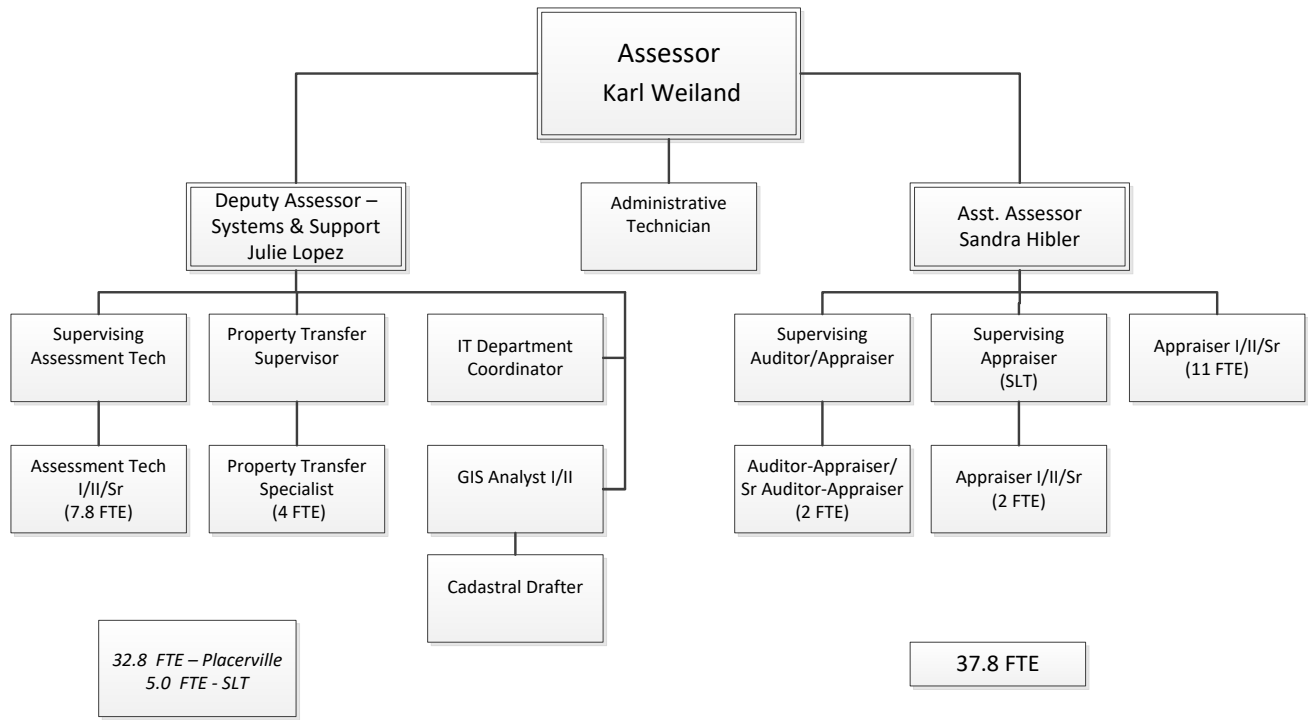 Assessor
Karl Weiland
Deputy Assessor –
Systems & Support
Julie Lopez
Administrative
Technician
Asst. Assessor
Sandra Hibler
Supervising
Assessment Tech
Property Transfer
Supervisor
IT Department
Coordinator
Supervising
Auditor/Appraiser
Supervising
Appraiser
(SLT)
Appraiser I/II/Sr
(11 FTE)
Assessment Tech
I/II/Sr
(7.8 FTE)
Property Transfer
Specialist
(4 FTE)
GIS Analyst I/II
Auditor-Appraiser/
Sr Auditor-Appraiser
(2 FTE)
Appraiser I/II/Sr
(2 FTE)
Cadastral Drafter
32.8 FTE – Placerville
5.0 FTE - SLT
37.8 FTE